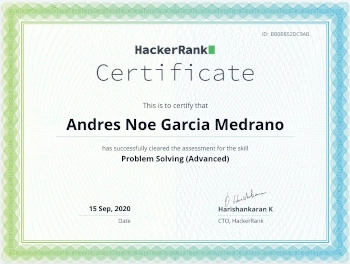 ID: B008852DC9AB
HackerRank
Certificate
This is to certify that
Andres Noe Garcia Medrano
has successfully cleared the assessment for the skill
Problem Solving (Advanced)
15 Sep, 2020
Date
Harishankaran K
CTO, HackerRank